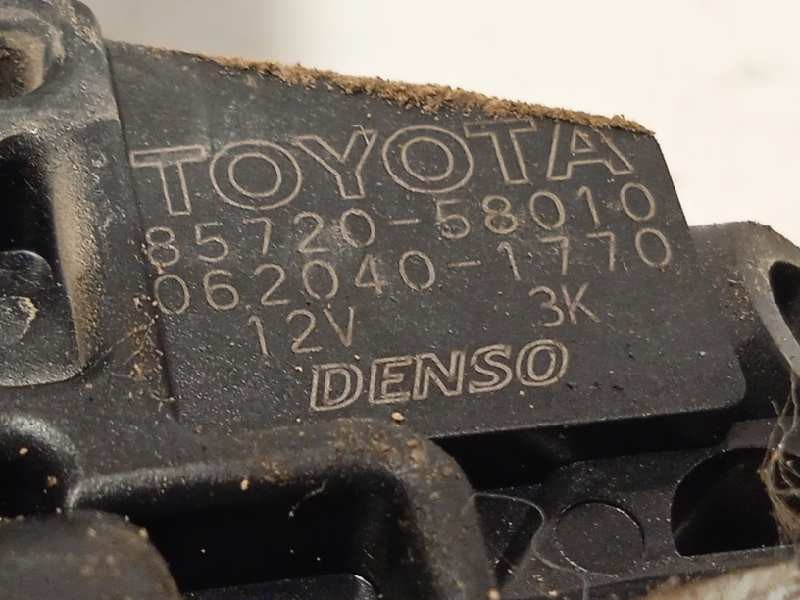 TOYOTA
85720-58010
062040-1770
12V 3K
DENSO